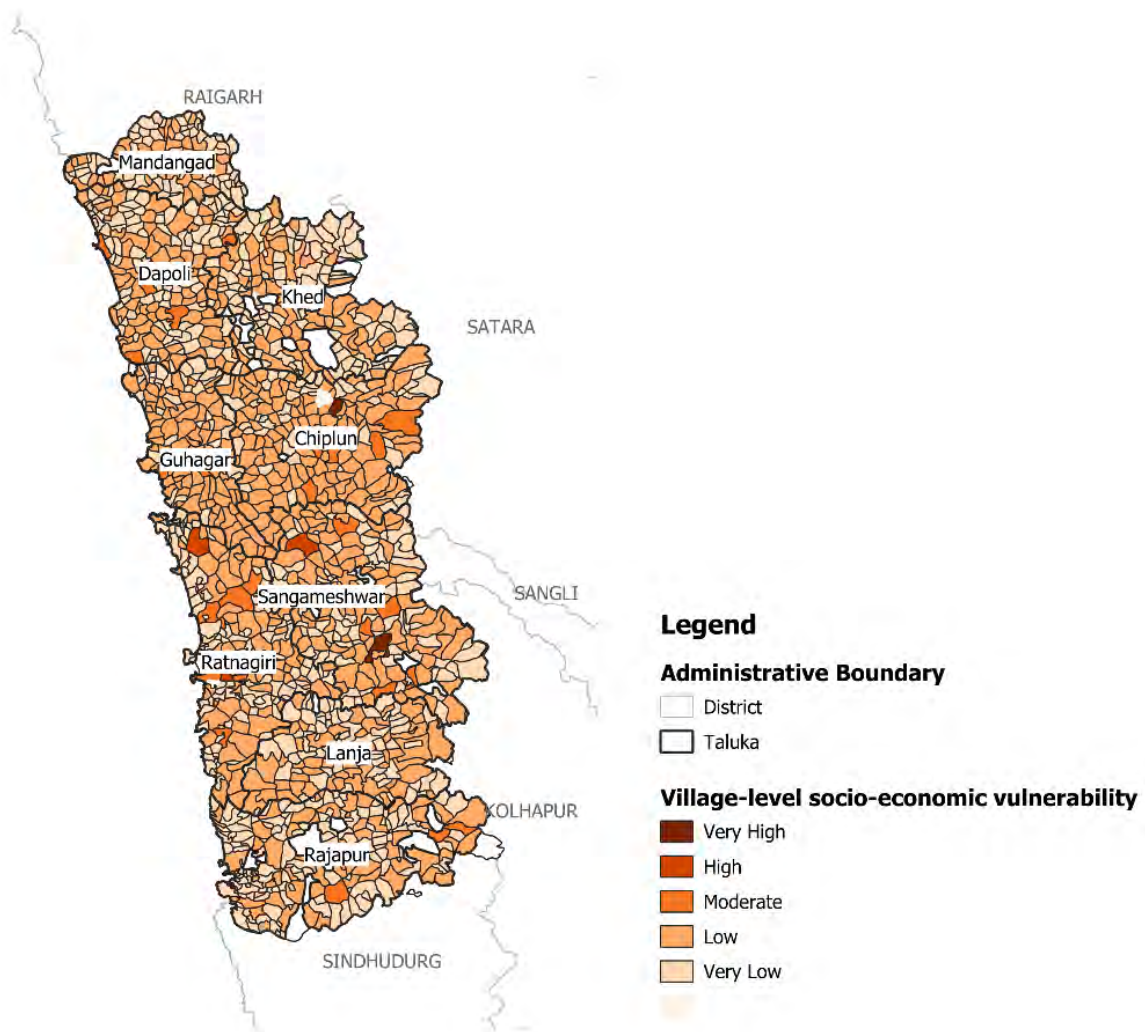 RAIGARH
Mandangad
Dapoli
Khed
SATARA
Chiplun
Guhagar
SANGLI
Sangameshwar
Ratnagiri
Lanja
KOLHAPUR
Rajapur
SINDHUDURG
Legend
Administrative Boundary
District
Taluka
Village-level socio-economic vulnerability
Very High
High
Moderate
Low
Very Low